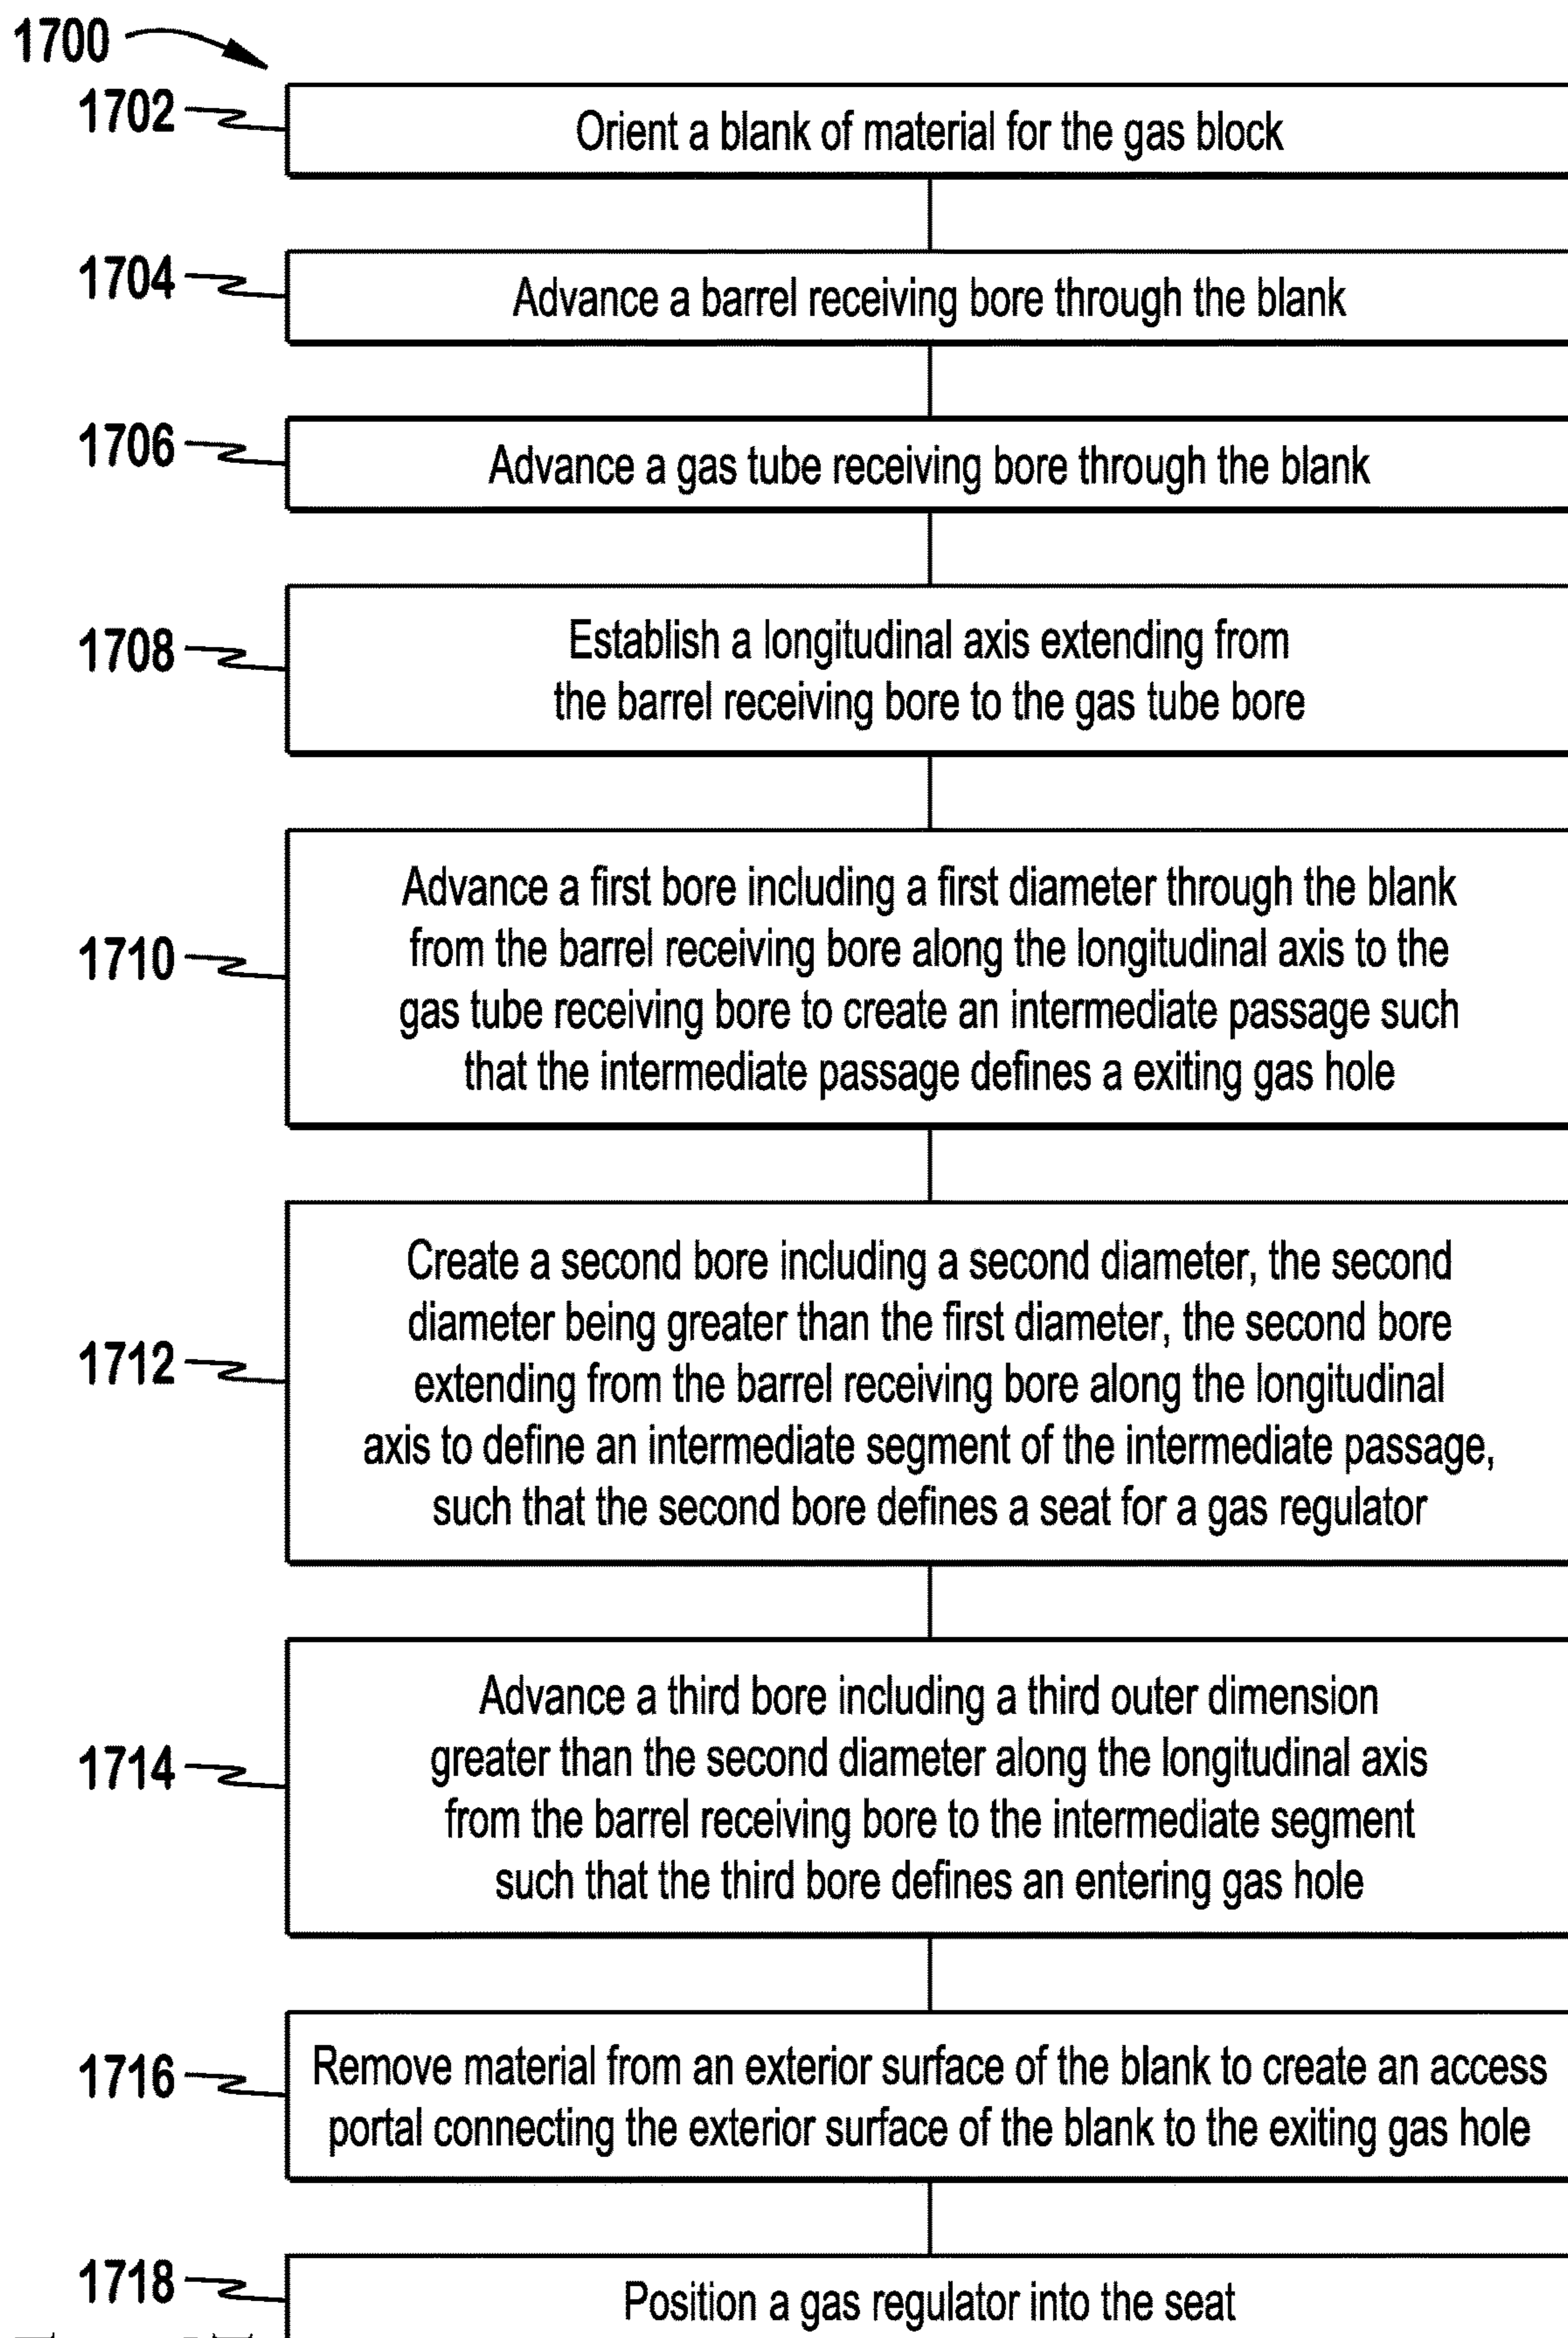 1700
1702
Orient a blank of material for the gas block
1704
Advance a barrel receiving bore through the blank
1706
Advance a gas tube receiving bore through the blank
1708
Establish a longitudinal axis extending from
the barrel receiving bore to the gas tube bore
1710
Advance a first bore including a first diameter through the blank
from the barrel receiving bore along the longitudinal axis to the
gas tube receiving bore to create an intermediate passage such
that the intermediate passage defines a exiting gas hole
1712
Create a second bore including a second diameter, the second
diameter being greater than the first diameter, the second bore
extending from the barrel receiving bore along the longitudinal
axis to define an intermediate segment of the intermediate passage,
such that the second bore defines a seat for a gas regulator
1714
Advance a third bore including a third outer dimension
greater than the second diameter along the longitudinal axis
from the barrel receiving bore to the intermediate segment
such that the third bore defines an entering gas hole
1716
Remove material from an exterior surface of the blank to create an access
portal connecting the exterior surface of the blank to the exiting gas hole
1718
Position a gas regulator into the seat